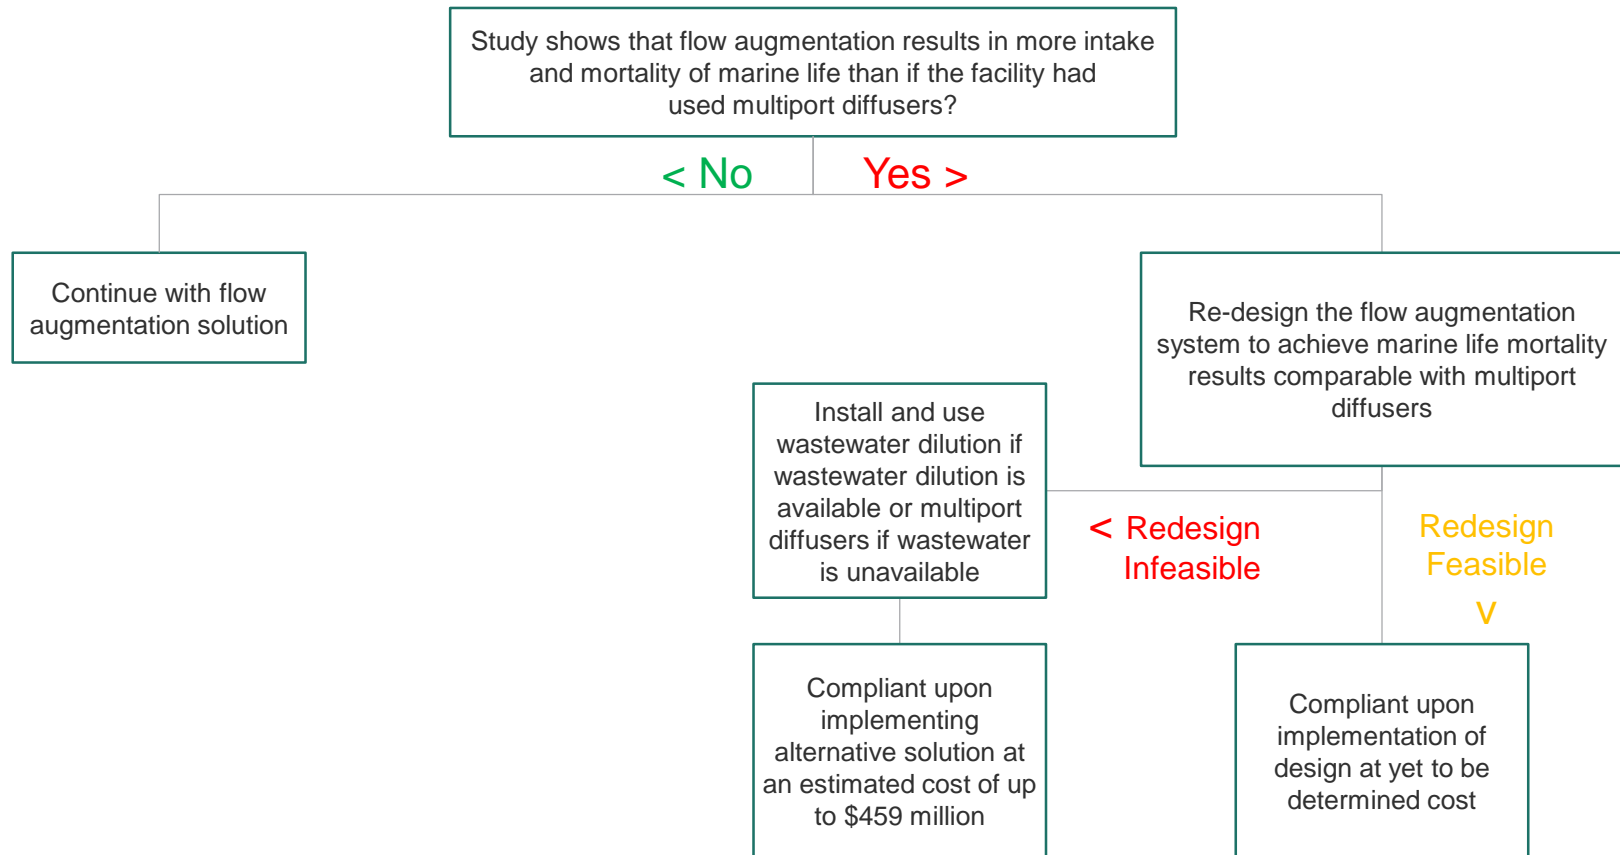 Study shows that flow augmentation results in more intake
and mortality of marine life than if the facility had
used multiport diffusers?
< No
Yes >
Continue with flow
augmentation solution
Re-design the flow augmentation
system to achieve marine life mortality
results comparable with multiport
diffusers
Install and use
wastewater dilution if
wastewater dilution is
available or multiport
diffusers if wastewater
is unavailable
< Redesign
Infeasible
Redesign
Feasible
v
Compliant upon
implementing
alternative solution at
an estimated cost of up
to $459 million
Compliant upon
implementation of
design at yet to be
determined cost